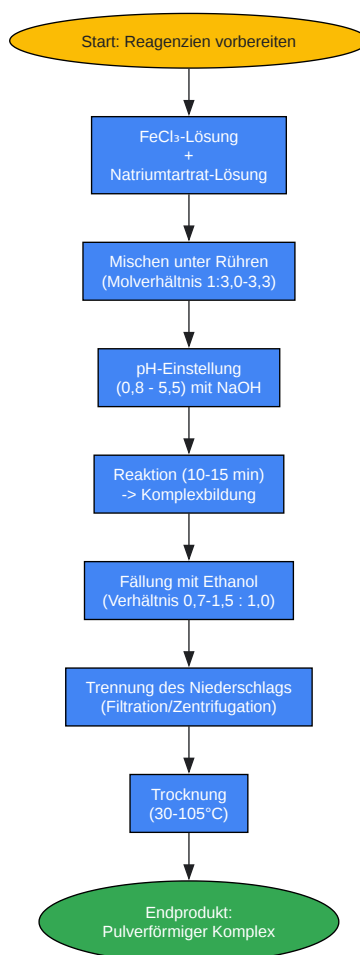 Start: Reagenzien vorbereiten
FeCl₃-Lösung
+
Natriumtartrat-Lösung
Mischen unter Rühren
(Molverhältnis 1:3,0-3,3)
pH-Einstellung
(0,8 - 5,5) mit NaOH
Reaktion (10-15 min)
-> Komplexbildung
Fällung mit Ethanol
(Verhältnis 0,7-1,5 : 1,0)
Trennung des Niederschlags
(Filtration/Zentrifugation)
Trocknung
(30-105°C)
Endprodukt:
Pulverförmiger Komplex